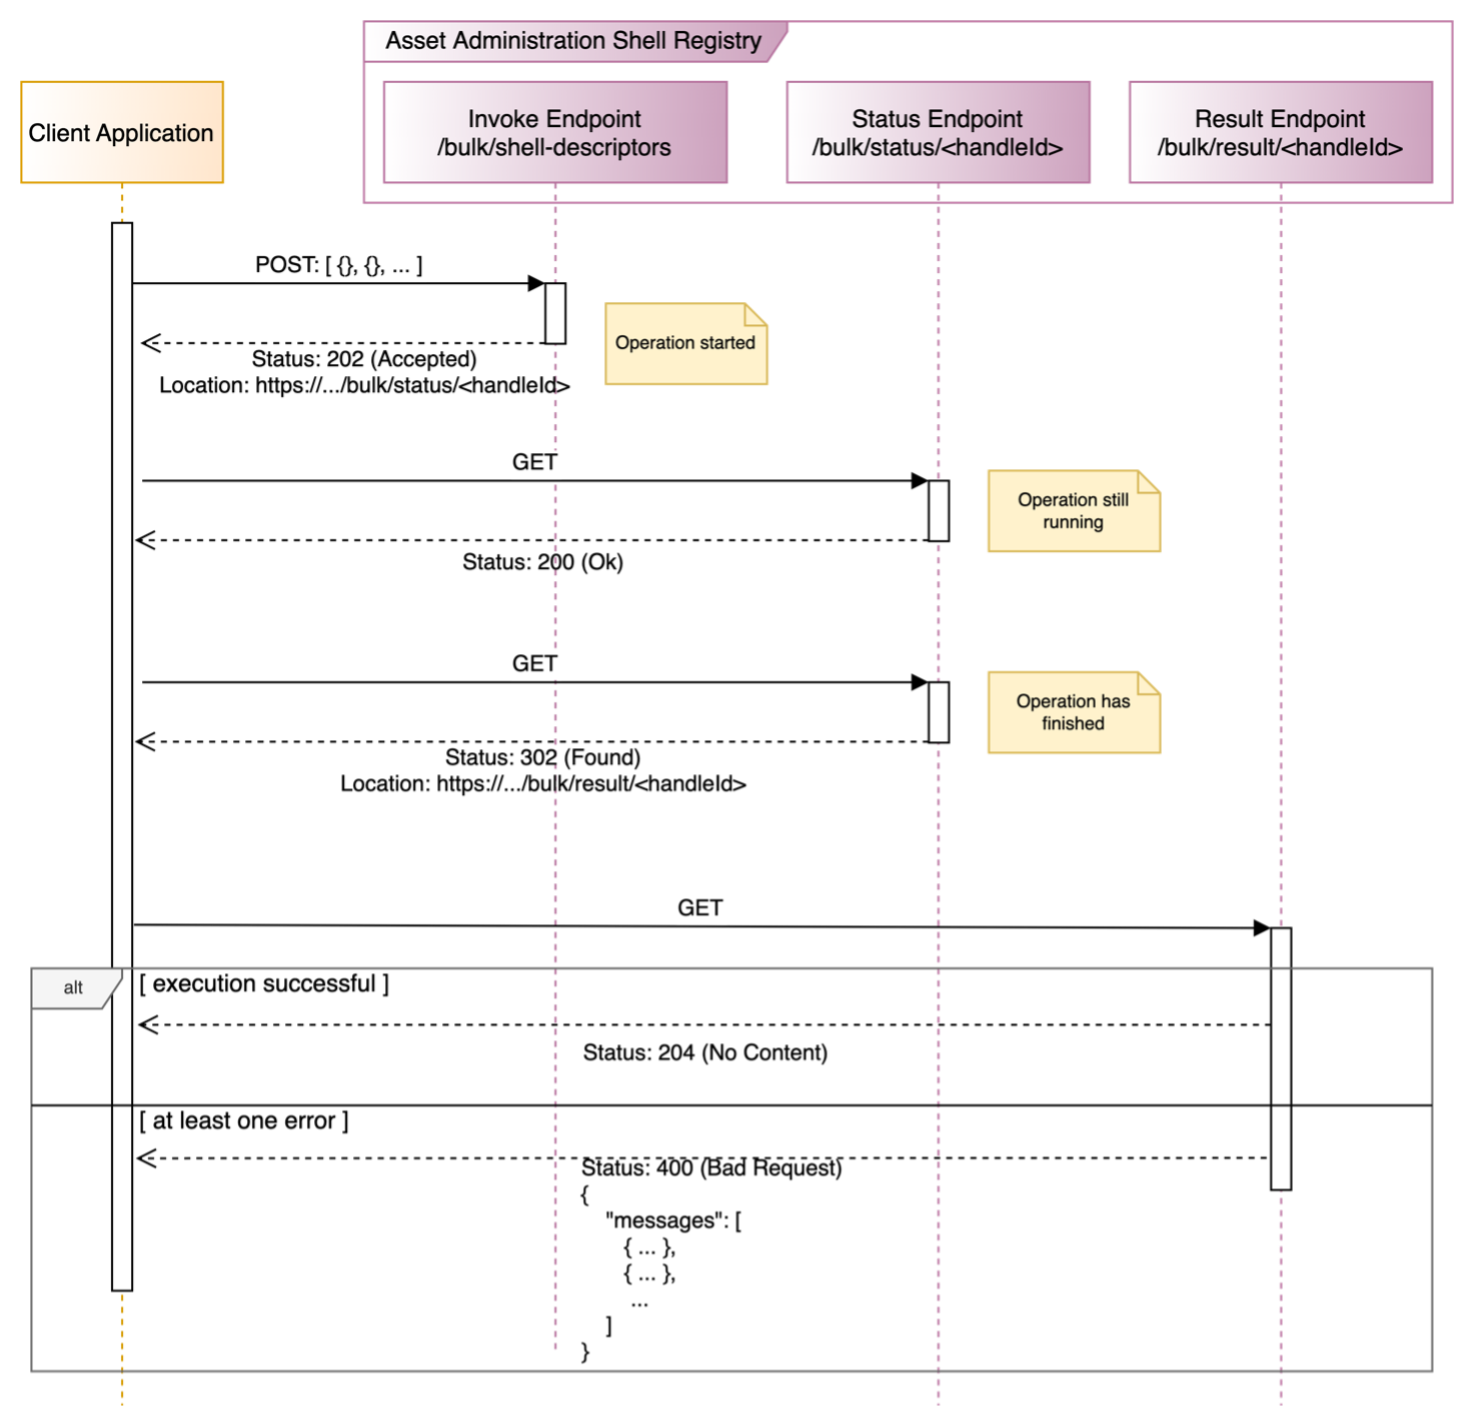 Asset Administration Shell Registry
Client Application
Invoke Endpoint
/bulk/shell-descriptors
Status Endpoint
/bulk/status/<handleId>
Result Endpoint
/bulk/result/<handleId>
POST: [ {}, {}, ... ]
Operation started
Status: 202 (Accepted)
Location: https://.../bulk/status/<handleId>
GET
Operation still
running
Status: 200 (Ok)
GET
Operation has
finished
Status: 302 (Found)
Location: https://.../bulk/result/<handleId>
GET
alt
[ execution successful ]
Status: 204 (No Content)
[ at least one error ]
Status: 400 (Bad Request)
{
"messages": [
{ ... },
{ ... },
...
]
}